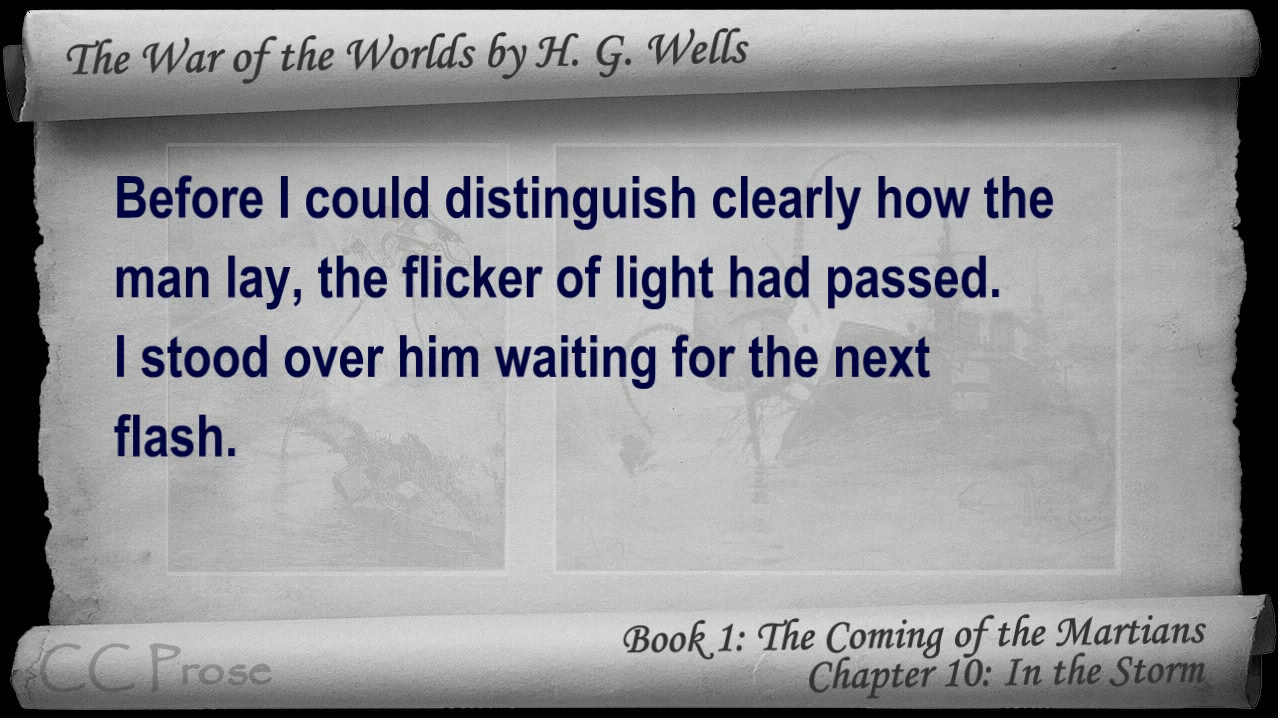 The War of the Worlds by H. G. Wells
Before I could distinguish clearly how the
man lay, the flicker of light had passed.
I stood over him waiting for the next
flash.
Book 1: The Coming of the Martians
Chapter 10: In the Storm
CC Prose